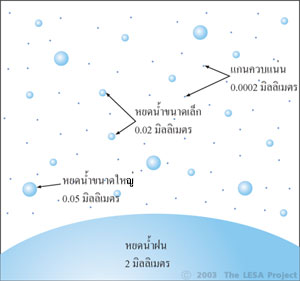 แกนควบแนน
0.0002 มิลลิเมตร
หยดน้ำขนาดเล็ก
0.02 มิลลิเมตร
หยดน้ำขนาดใหญ่
0.05 มิลลิเมตร
หยดน้ำฝน
2 มิลลิเมตร
© 2003 The LESA Project